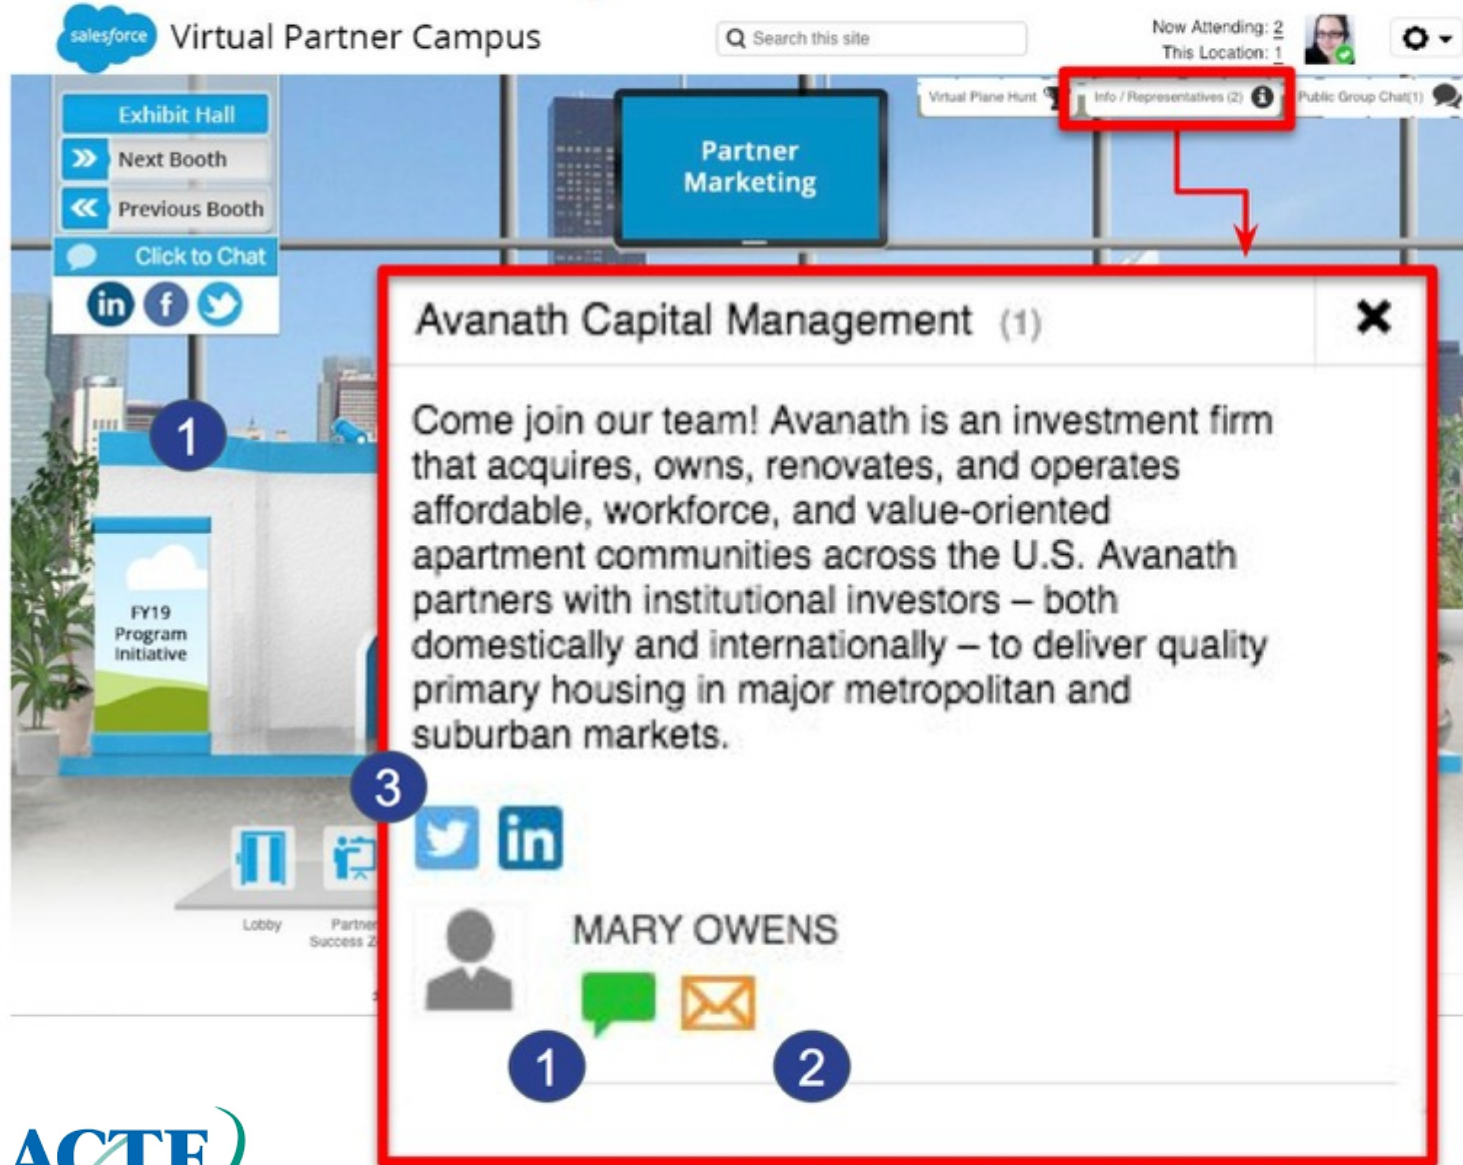 salesforce
Virtual Partner Campus
Search this site
Now Attending: 2
This Location: 1
Exhibit Hall
Next Booth
Previous Booth
Click to Chat
in f
Partner
Marketing
Virtual Plane Hunt
Info / Representatives (2)
Public Group Chat(1)
Avanath Capital Management (1)
Come join our team! Avanath is an investment firm
that acquires, owns, renovates, and operates
affordable, workforce, and value-oriented
apartment communities across the U.S. Avanath
partners with institutional investors – both
domestically and internationally – to deliver quality
primary housing in major metropolitan and
suburban markets.
1
FY19
Program
Initiative
3
in
MARY OWENS
1
2
Lobby
Partner
Success Z
ACTE